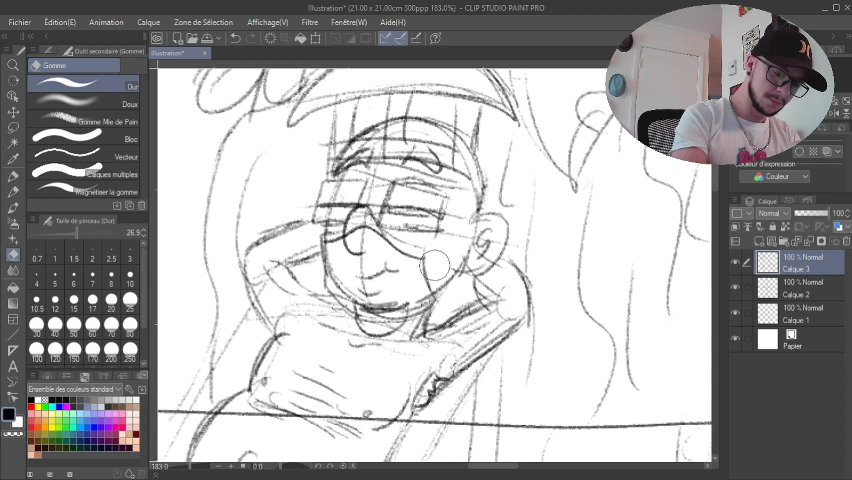 Illustration* (21.00 x 21.00cm 300ppp 183.0%) - CLIP STUDIO PAINT PRO
Fichier Édition(E) Animation Calque Zone de Sélection Affichage(V) Filtre Fenêtre(W) Aide(H)
Outil secondaire (Gomme)
Gomme
Dur
Doux
Gomme Mie de Pain
Bloc
Vecteur
Calques multiples
Magnétiser la gomme
Taille de pinceau (Dur)
26.9
0.7 1 1.5 2 2.5 3
4 5 6 7 8 10
10.5 12 15 17 20 25
30 40 50 60 70 80
100 120 150 170 200 250
Ensemble des couleurs standard
Illustration*
183.0
0.0
Couleur d'expression
Couleur
Calque
Normal 100
100 % Normal
Calque 3
100 % Normal
Calque 2
100 % Normal
Calque 1
Papier